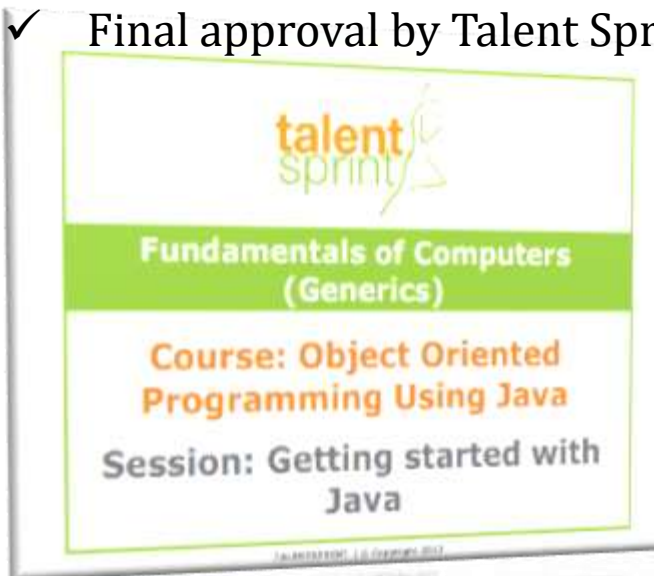 ✓ Final approval by Talent Spr
talent
sprint
Fundamentals of Computers
(Generics)
Course: Object Oriented
Programming Using Java
Session: Getting started with
Java